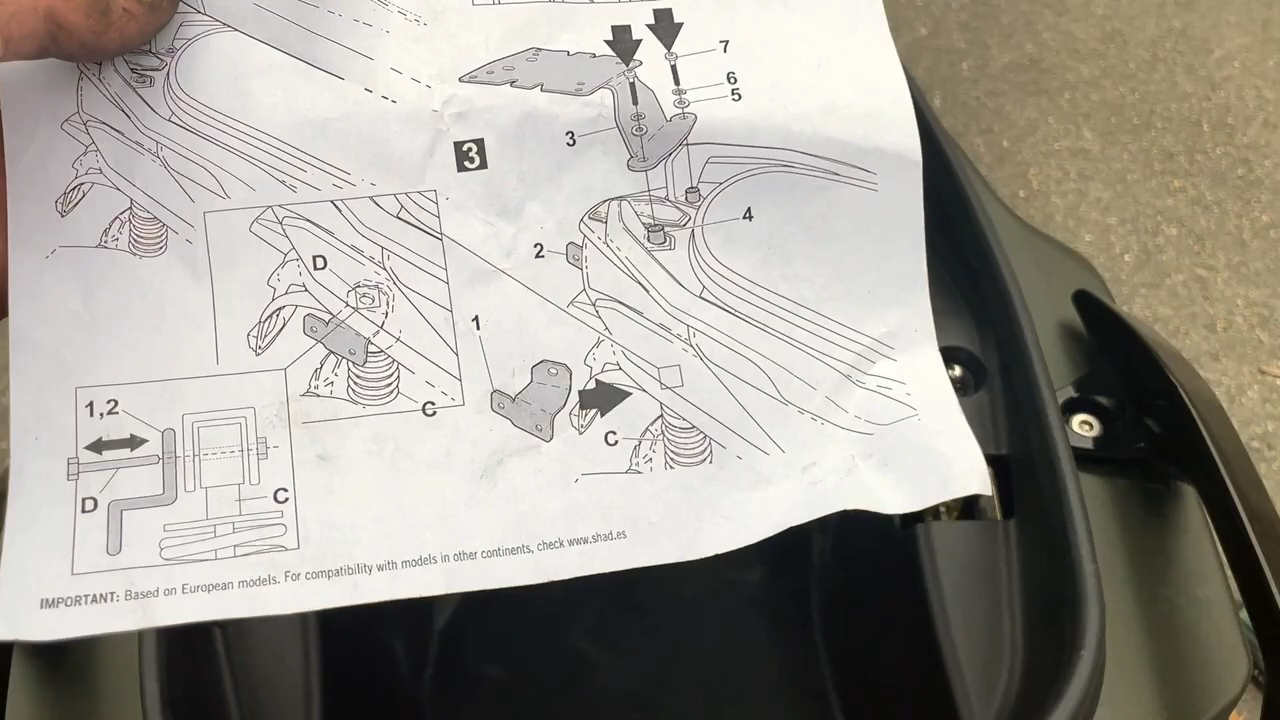 7
6
5
3
3
4
2
D
1
C
1,2
C
D
C
IMPORTANT: Based on European models. For compatibility with models in other continents, check www.shad.es